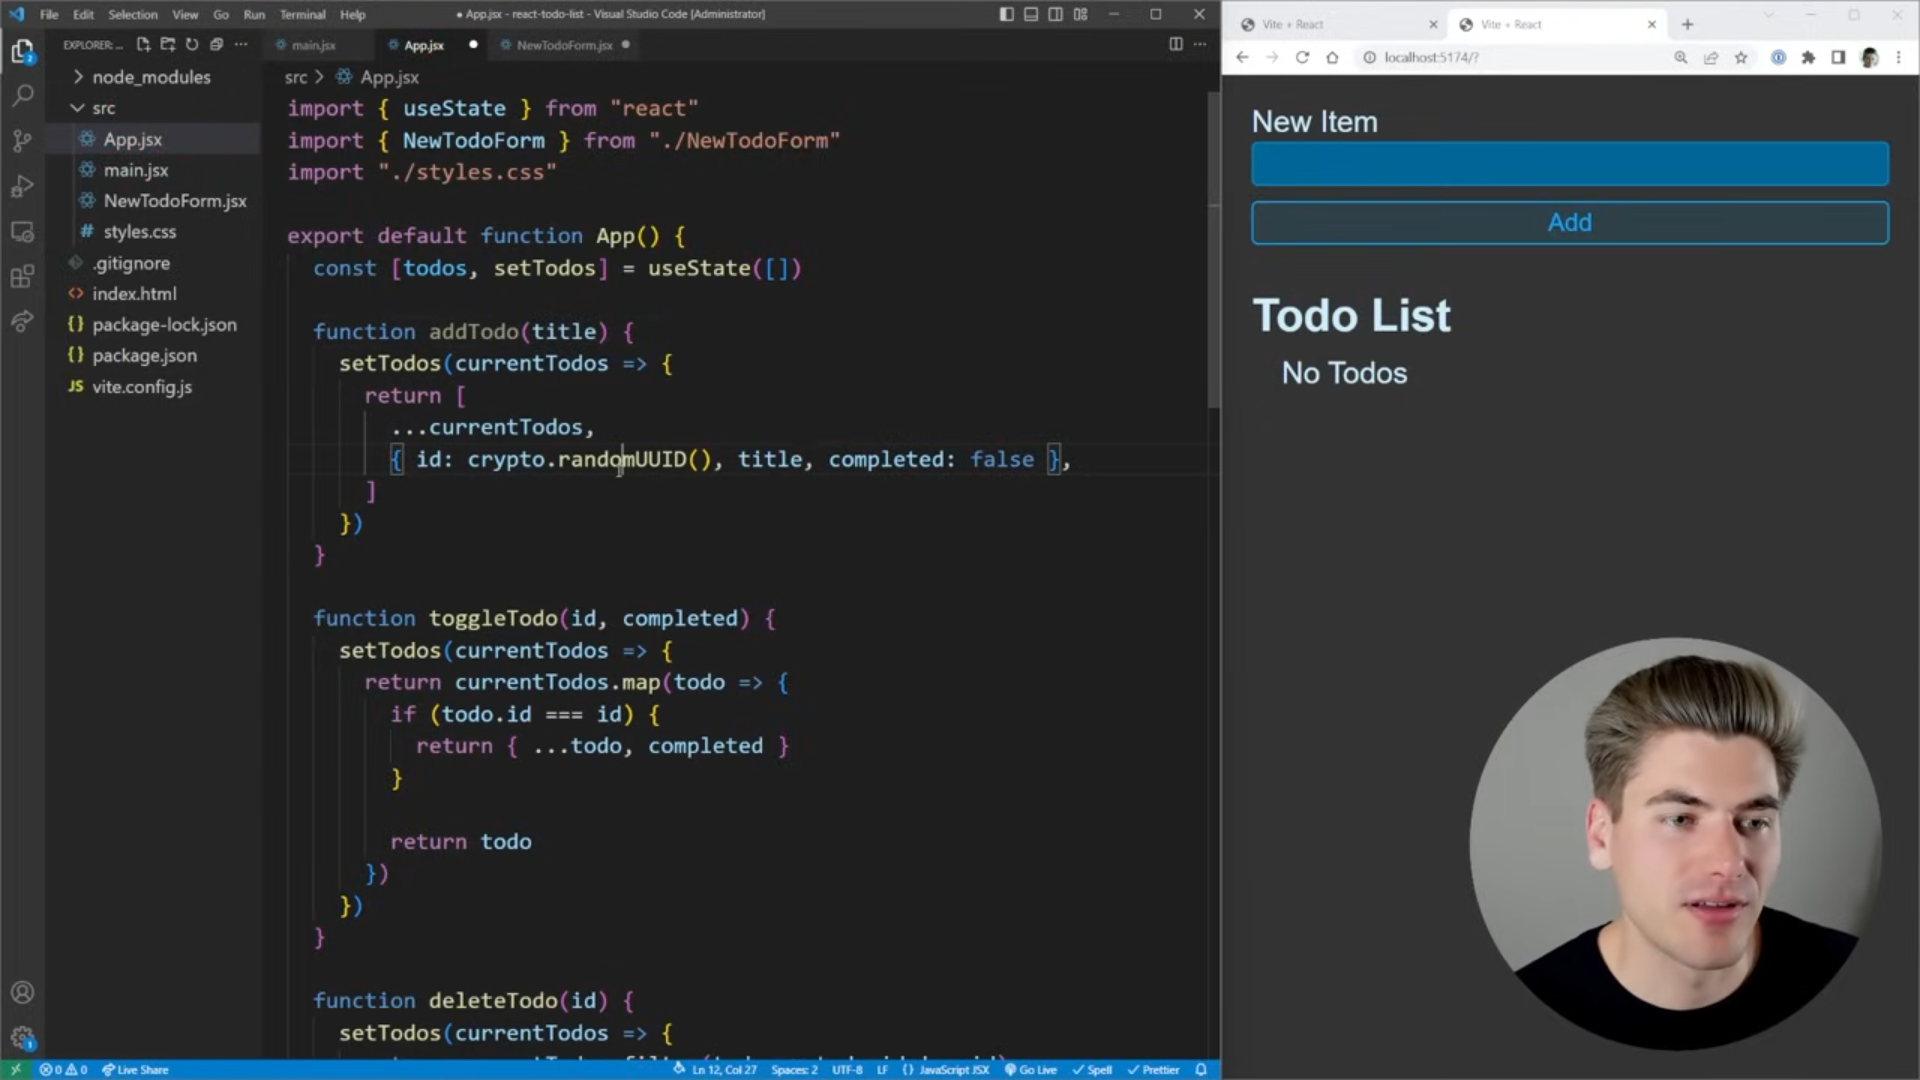 File Edit Selection View Go Run Terminal Help
● App.jsx - react-todo-list - Visual Studio Code [Administrator]
EXPLORER: ...
main.jsx
App.jsx
NewTodoForm.jsx
node_modules
src
App.jsx
main.jsx
NewTodoForm.jsx
# styles.css
.gitignore
<> index.html
{} package-lock.json
{} package.json
JS vite.config.js
src > App.jsx
import { useState } from "react"
import { NewTodoForm } from "./NewTodoForm"
import "./styles.css"
export default function App() {
const [todos, setTodos] = useState([])
function addTodo(title) {
setTodos(currentTodos => {
return [
...currentTodos,
{ id: crypto.randomUUID(), title, completed: false },
]
})
}
function toggleTodo(id, completed) {
setTodos(currentTodos => {
return currentTodos.map(todo => {
if (todo.id === id) {
return { ...todo, completed }
}
return todo
})
})
}
function deleteTodo(id) {
setTodos(currentTodos => {
0 0 Live Share
Ln 12, Col 27 Spaces: 2 UTF-8 LF {} JavaScript JSX Go Live Spell Prettier
Vite + React
Vite + React
localhost:5174/?
New Item
Add
Todo List
No Todos